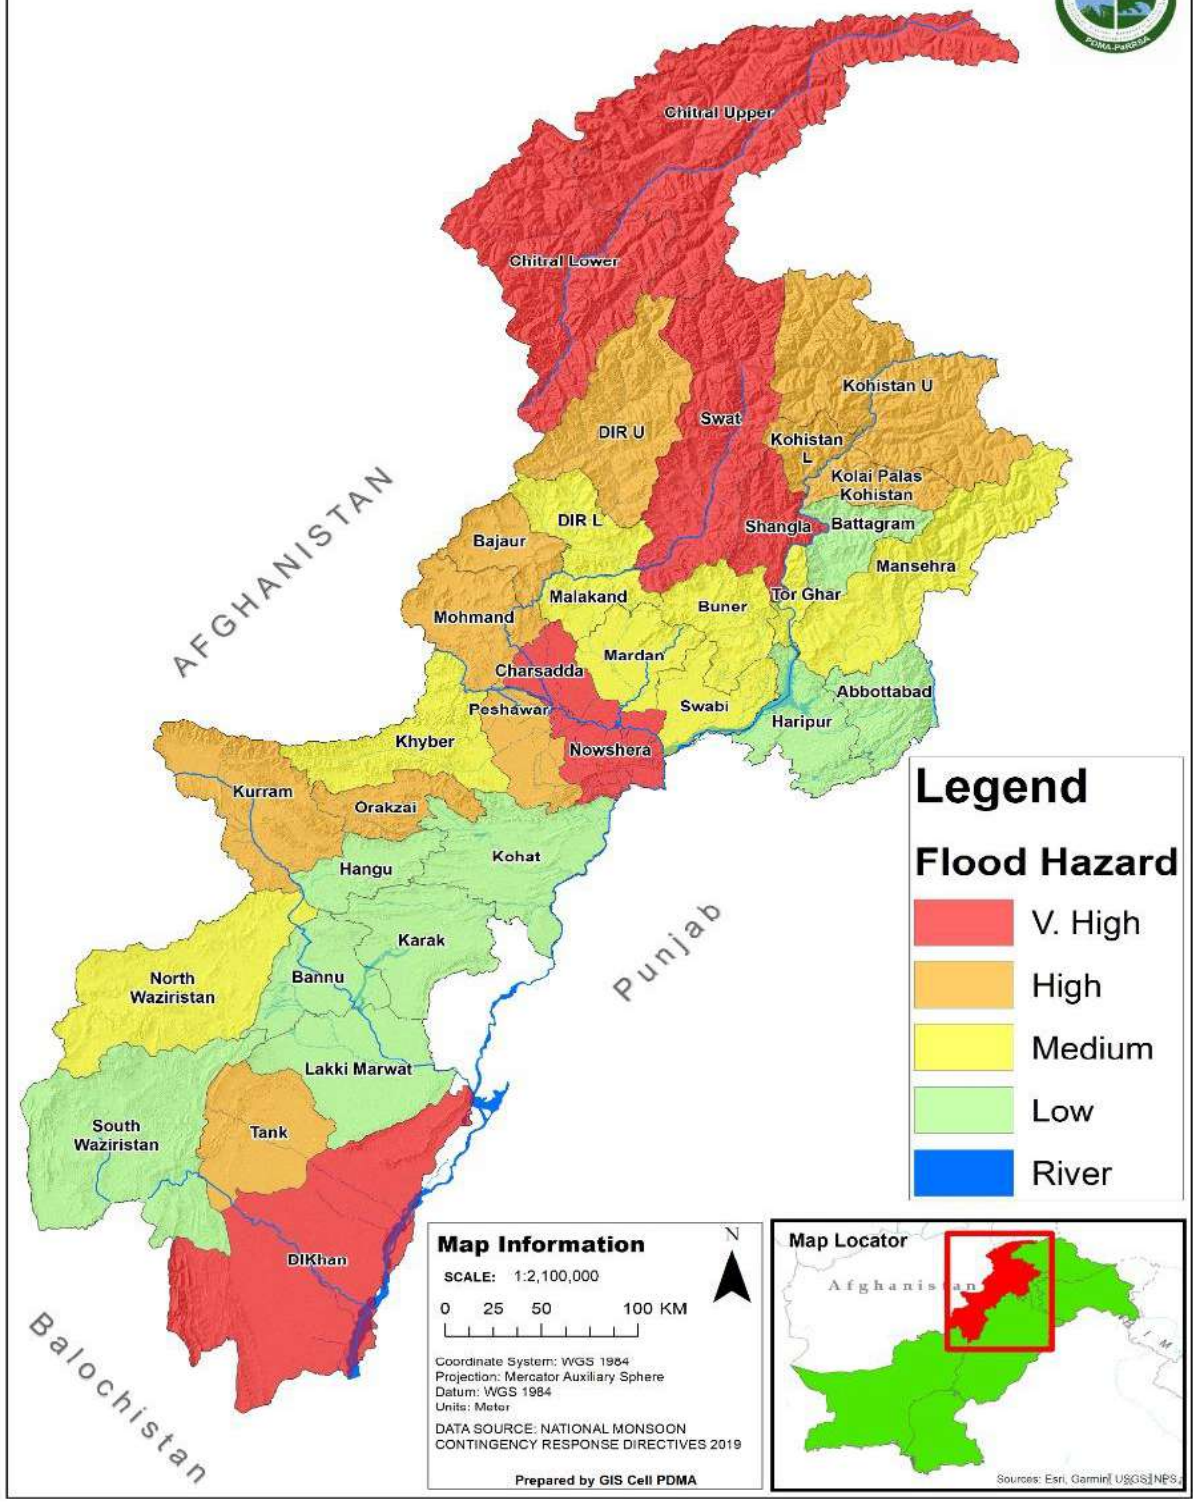 PDMA-PaRRSA
Chitral Upper
Chitral Lower
Kohistan U
Swat
DIR U
Kohistan
L
Kolai Palas
Kohistan
DIR L
Shangla
Battagram
Bajaur
Mansehra
AFGHANISTAN
Malakand
Tor Ghar
Buner
Mohmand
Mardan
Charsadda
Abbottabad
Peshawar
Swabi
Haripur
Khyber
Nowshera
Kurram
Orakzai
Kohat
Hangu
Karak
Punjab
Bannu
North
Waziristan
Lakki Marwat
South
Waziristan
Tank
DIKhan
Balochistan
Legend
Flood Hazard
V. High
High
Medium
Low
River
Map Information
N
SCALE: 1:2,100,000
0 25 50 100 KM
Coordinate System: WGS 1984
Projection: Mercator Auxiliary Sphere
Datum: WGS 1984
Units: Meter
DATA SOURCE: NATIONAL MONSOON
CONTINGENCY RESPONSE DIRECTIVES 2019
Prepared by GIS Cell PDMA
Map Locator
Afghanistan
Sources: Esri, Garmin, USGS, NPS